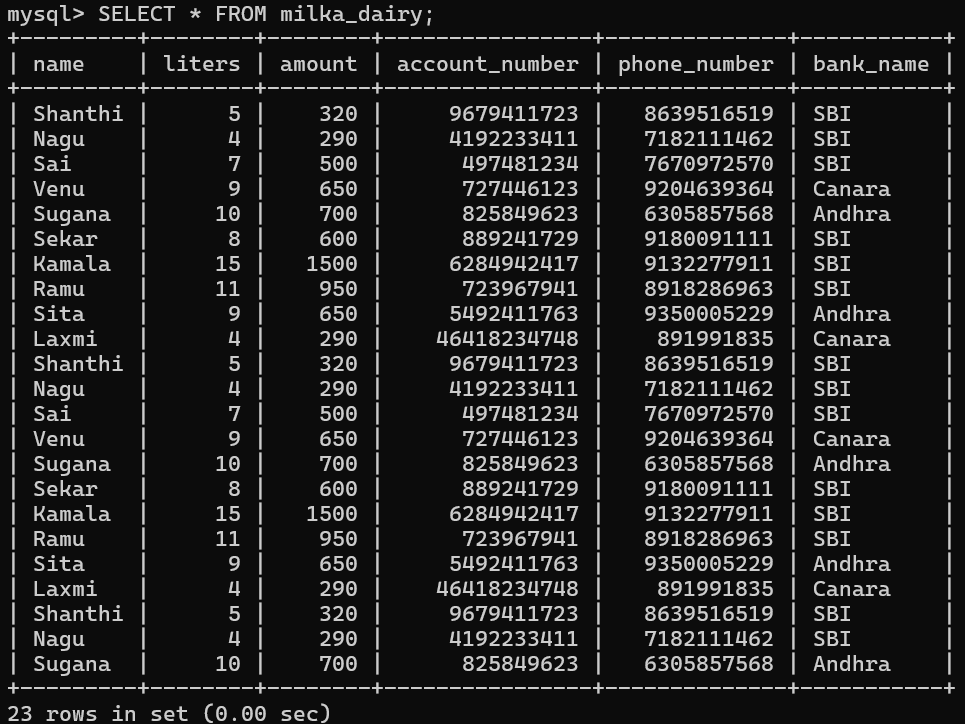 mysql> SELECT * FROM milka_dairy;
+---------+--------+--------+----------------+--------------+-----------+
| name    | liters | amount | account_number | phone_number | bank_name |
+---------+--------+--------+----------------+--------------+-----------+
| Shanthi |      5 |    320 |     9679411723 |   8639516519 | SBI       |
| Nagu    |      4 |    290 |     4192233411 |   7182111462 | SBI       |
| Sai     |      7 |    500 |      497481234 |   7670972570 | SBI       |
| Venu    |      9 |    650 |      727446123 |   9204639364 | Canara    |
| Sugana  |     10 |    700 |      825849623 |   6305857568 | Andhra    |
| Sekar   |      8 |    600 |      889241729 |   9180091111 | SBI       |
| Kamala  |     15 |   1500 |     6284942417 |   9132277911 | SBI       |
| Ramu    |     11 |    950 |      723967941 |   8918286963 | SBI       |
| Sita    |      9 |    650 |     5492411763 |   9350005229 | Andhra    |
| Laxmi   |      4 |    290 |    46418234748 |    891991835 | Canara    |
| Shanthi |      5 |    320 |     9679411723 |   8639516519 | SBI       |
| Nagu    |      4 |    290 |     4192233411 |   7182111462 | SBI       |
| Sai     |      7 |    500 |      497481234 |   7670972570 | SBI       |
| Venu    |      9 |    650 |      727446123 |   9204639364 | Canara    |
| Sugana  |     10 |    700 |      825849623 |   6305857568 | Andhra    |
| Sekar   |      8 |    600 |      889241729 |   9180091111 | SBI       |
| Kamala  |     15 |   1500 |     6284942417 |   9132277911 | SBI       |
| Ramu    |     11 |    950 |      723967941 |   8918286963 | SBI       |
| Sita    |      9 |    650 |     5492411763 |   9350005229 | Andhra    |
| Laxmi   |      4 |    290 |    46418234748 |    891991835 | Canara    |
| Shanthi |      5 |    320 |     9679411723 |   8639516519 | SBI       |
| Nagu    |      4 |    290 |     4192233411 |   7182111462 | SBI       |
| Sugana  |     10 |    700 |      825849623 |   6305857568 | Andhra    |
+---------+--------+--------+----------------+--------------+-----------+
23 rows in set (0.00 sec)